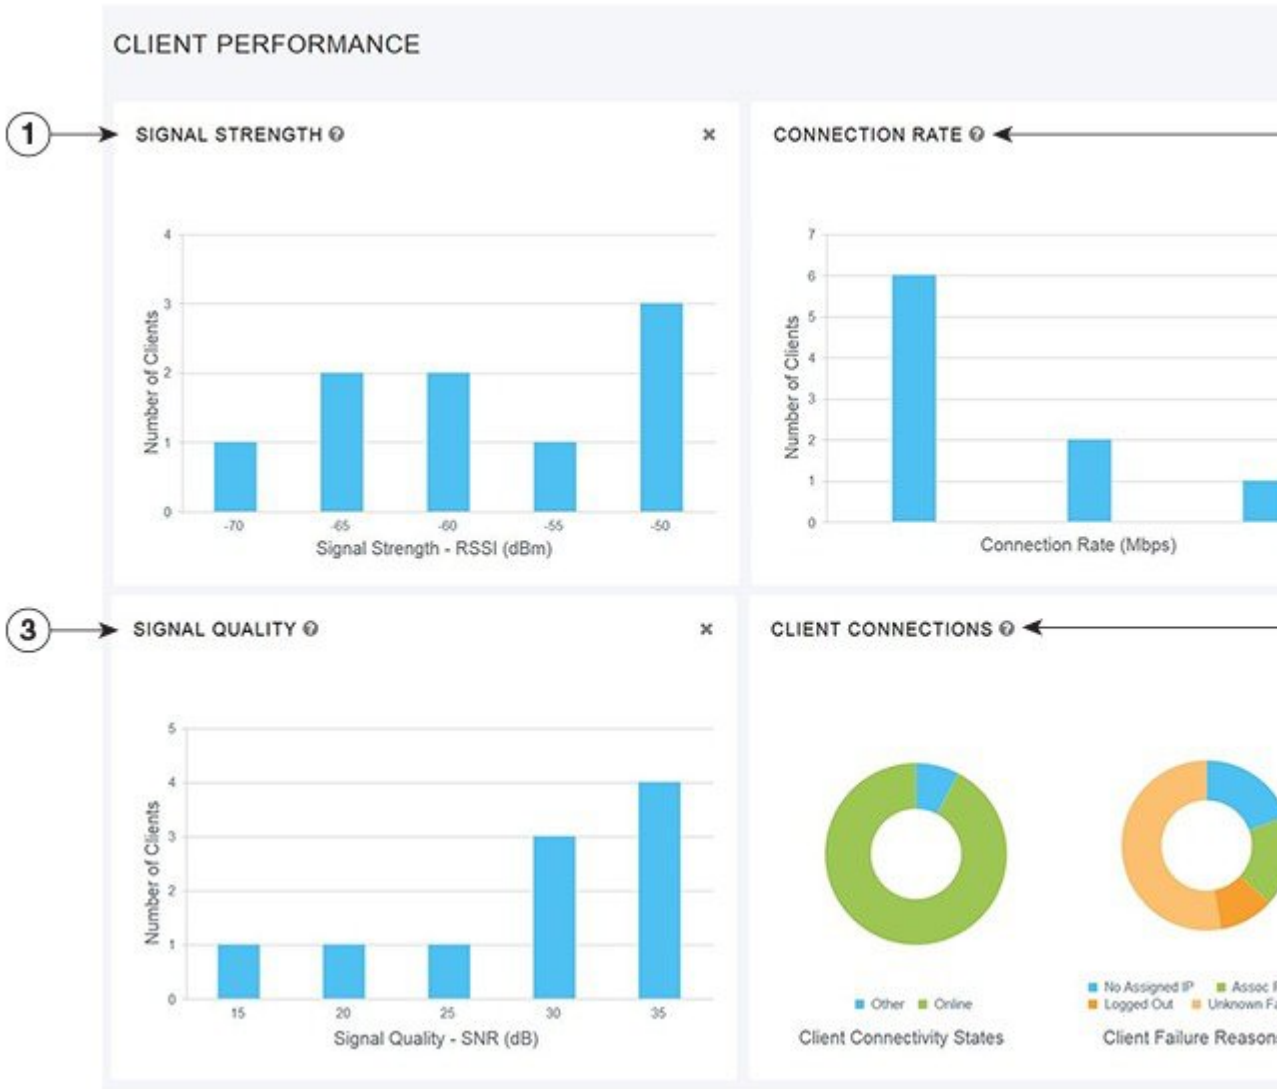 CLIENT PERFORMANCE
1
SIGNAL STRENGTH
CONNECTION RATE
4
3
2
1
0
Number of Clients
-70 -65 -60 -55 -50
Signal Strength - RSSI (dBm)
7
6
5
4
3
2
1
0
Number of Clients
Connection Rate (Mbps)
3
SIGNAL QUALITY
CLIENT CONNECTIONS
5
4
3
2
1
0
Number of Clients
15 20 25 30 35
Signal Quality - SNR (dB)
Other Online
Client Connectivity States
No Assigned IP Assoc
Logged Out Unknown
Client Failure Reason